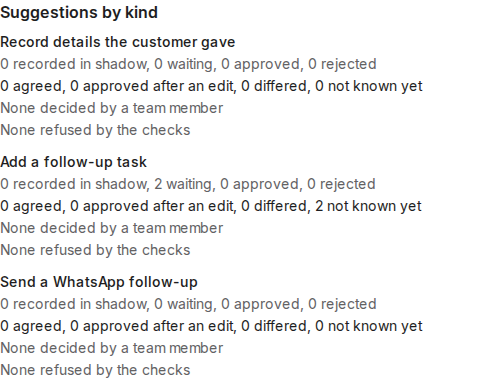 Suggestions by kind
Record details the customer gave
0 recorded in shadow, 0 waiting, 0 approved, 0 rejected
0 agreed, 0 approved after an edit, 0 differed, 0 not known yet
None decided by a team member
None refused by the checks
Add a follow-up task
0 recorded in shadow, 2 waiting, 0 approved, 0 rejected
0 agreed, 0 approved after an edit, 0 differed, 2 not known yet
None decided by a team member
None refused by the checks
Send a WhatsApp follow-up
0 recorded in shadow, 0 waiting, 0 approved, 0 rejected
0 agreed, 0 approved after an edit, 0 differed, 0 not known yet
None decided by a team member
None refused by the checks